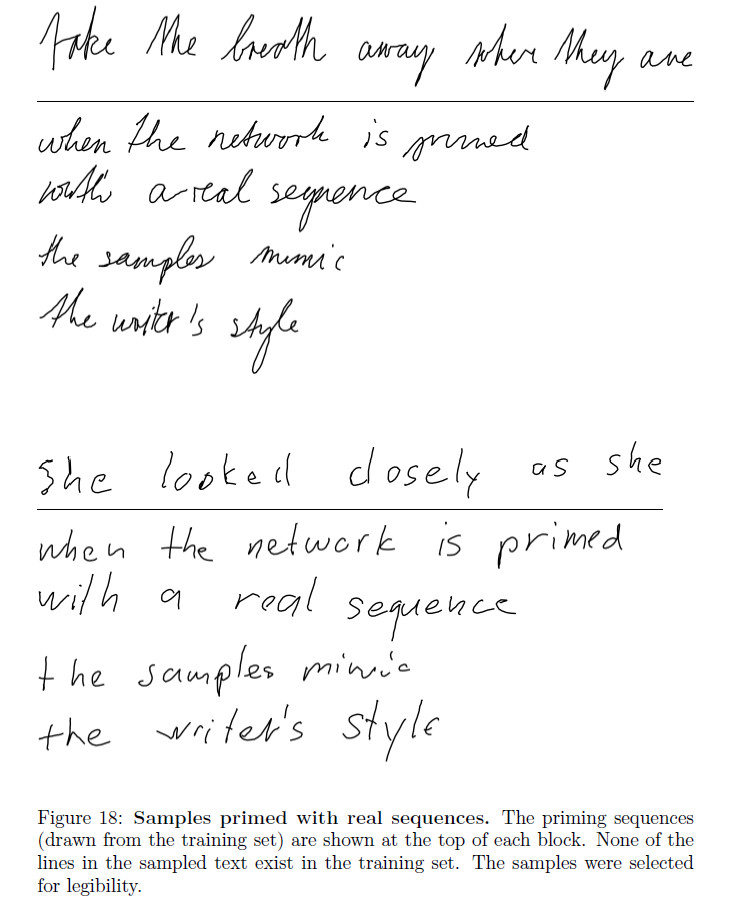 take the breath away when they are
when the network is primed
with a real sequence
the samples mimic
the writer's style
She looked closely as she
when the network is primed
with a real sequence
the samples mimic
the writer's style
Figure 18: Samples primed with real sequences. The priming sequences
(drawn from the training set) are shown at the top of each block. None of the
lines in the sampled text exist in the training set. The samples were selected
for legibility.